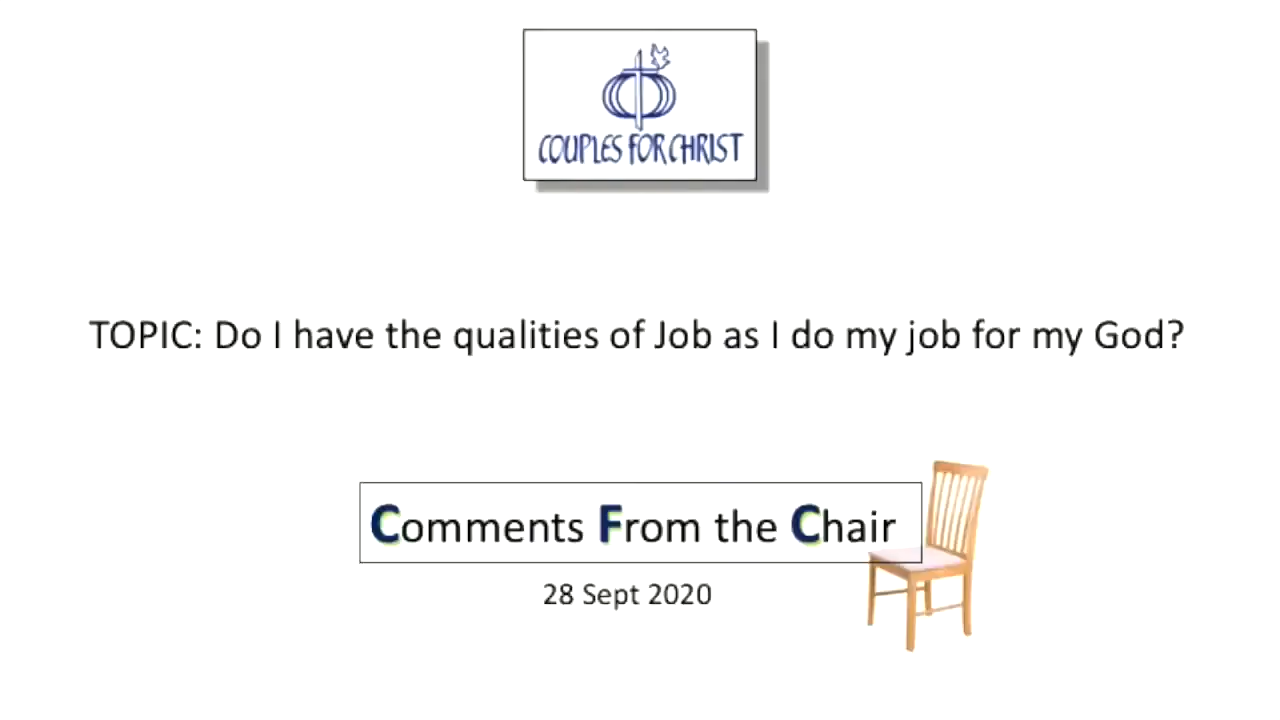 COUPLES FOR CHRIST
TOPIC: Do I have the qualities of Job as I do my job for my God?
Comments From the Chair
28 Sept 2020